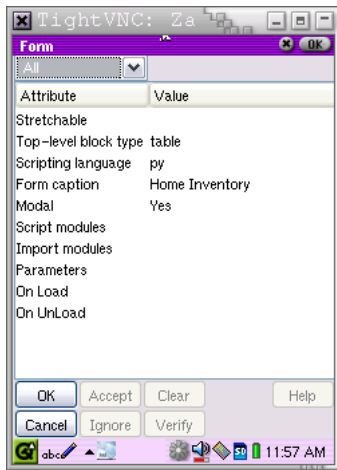 TightVNC: Za
Form OK
All
Attribute Value
Stretchable
Top-level block type table
Scripting language py
Form caption Home Inventory
Modal Yes
Script modules
Import modules
Parameters
On Load
On UnLoad
OK Accept Clear Help
Cancel Ignore Verify
abc SD 11:57 AM